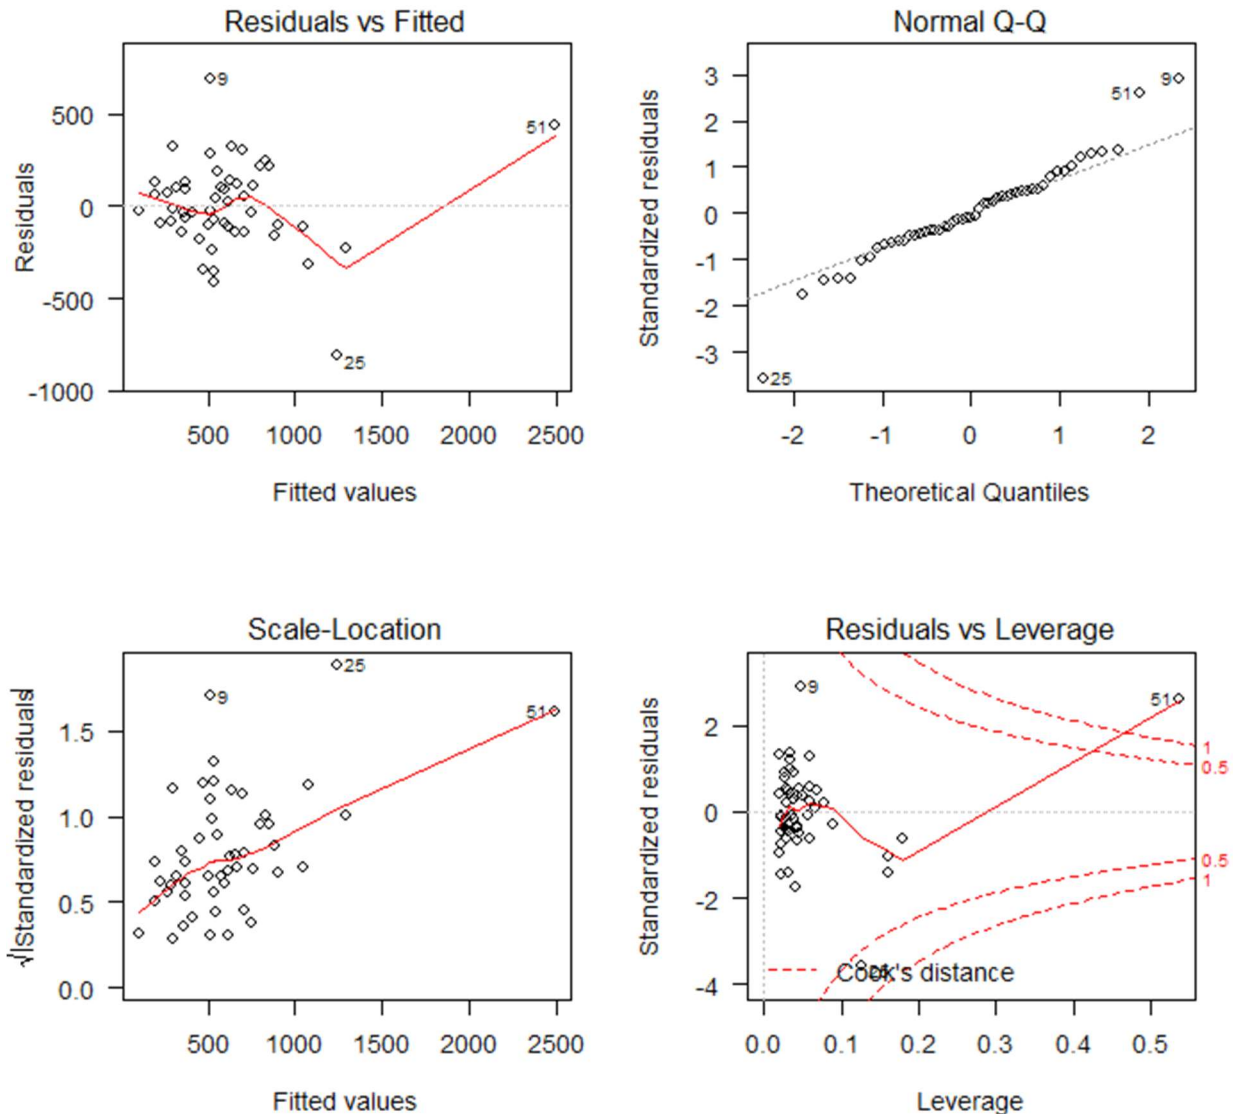 Residuals vs Fitted
Residuals
500
0
-500
-1000
9
51
25
500 1000 1500 2000 2500
Fitted values
Normal Q-Q
Standardized residuals
3
2
1
0
-1
-2
-3
51 9
25
-2 -1 0 1 2
Theoretical Quantiles
Scale-Location
√|Standardized residuals|
1.5
1.0
0.5
0.0
25
9
51
500 1000 1500 2000 2500
Fitted values
Residuals vs Leverage
Standardized residuals
2
0
-2
-4
9
51
1
0.5
0.5
1
Cook's distance
0.0 0.1 0.2 0.3 0.4 0.5
Leverage